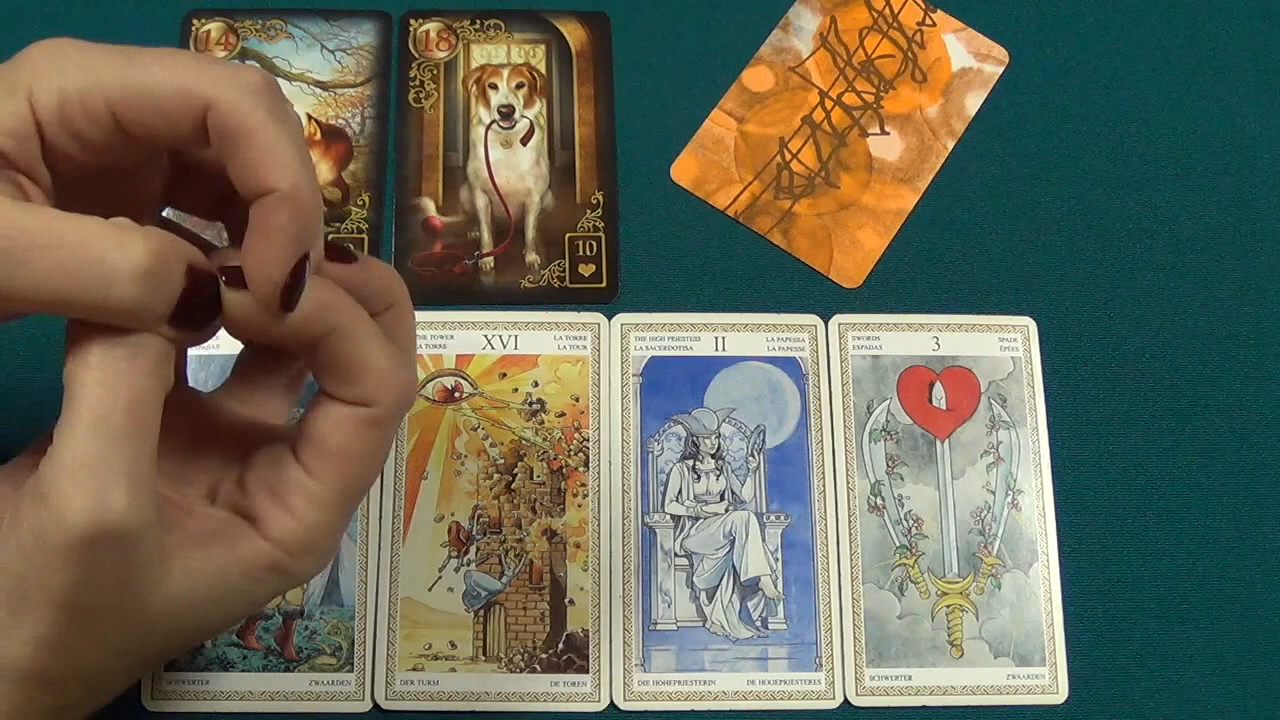 14
18
10
THE TOWER XVI LA TORRE
LA TORRE LA TOUR
THE HIGH PRIESTESS II LA PAPESSA
LA SACERDOTISA LA PAPESSE
SWORDS 3 SPADE
ESPADAS ÉPÉES
SCHWERTER ZWAARDEN
DER TURM DE TOREN
DIE HOHEPRIESTERIN DE HOGEPRIESTERES
SCHWERTER ZWAARDEN